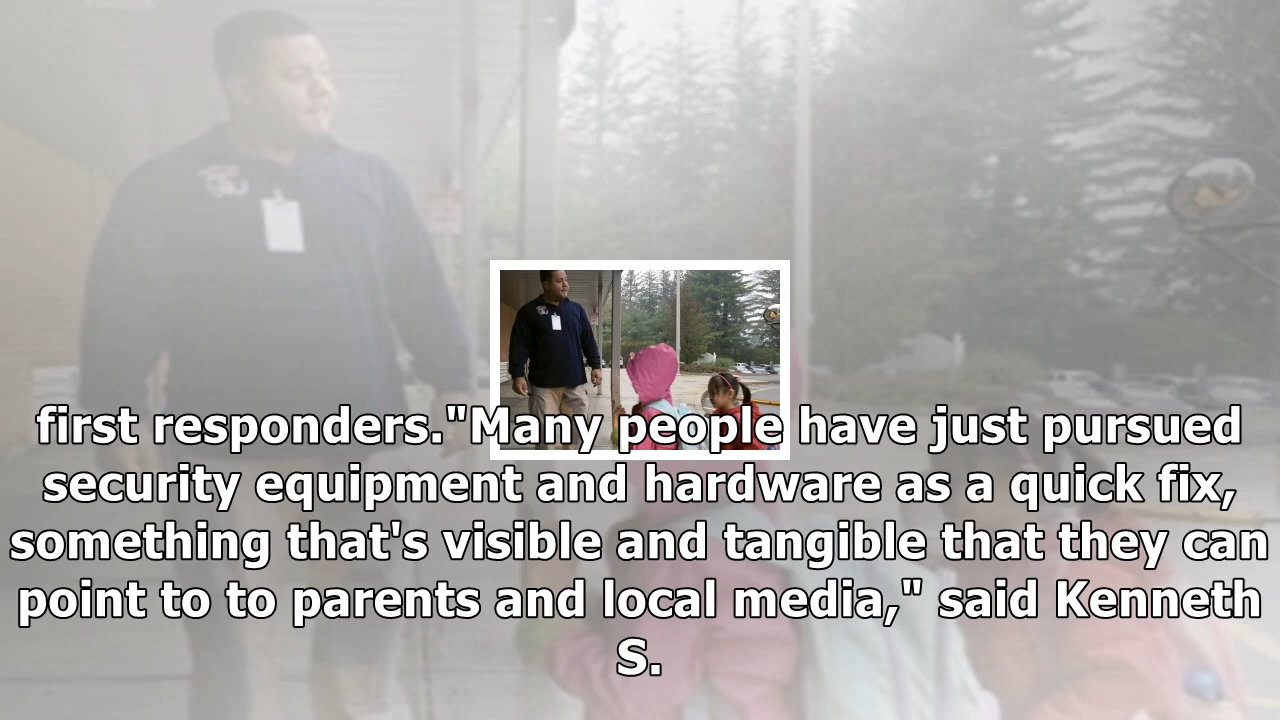 first responders."Many people have just pursued
security equipment and hardware as a quick fix,
something that's visible and tangible that they can
point to to parents and local media," said Kenneth
S.